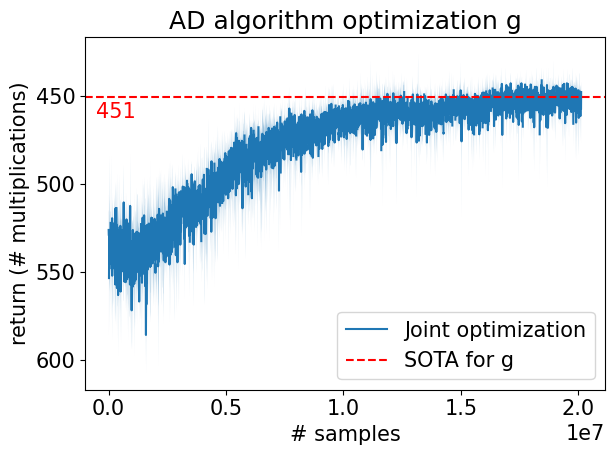 AD algorithm optimization g
return (# multiplications)
450
451
500
550
600
Joint optimization
SOTA for g
0.0 0.5 1.0 1.5 2.0
1e7
# samples